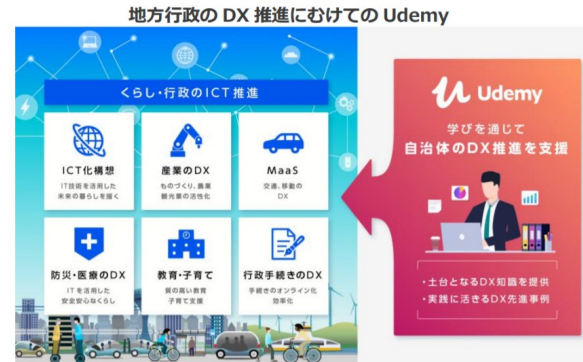 地方行政の DX 推進にむけての Udemy
くらし・行政のICT推進
ICT化構想
IT技術を活用した
未来の暮らしを描く
産業のDX
ものづくり、農業
観光業の活性化
MaaS
交通、移動の
DX
防災・医療のDX
ITを活用した
安全安心なくらし
教育・子育て
質の高い教育
子育て支援
行政手続きのDX
手続きのオンライン化
効率化
Udemy
学びを通じて
自治体のDX推進を支援
・土台となるDX知識を提供
・実践に活きるDX先進事例